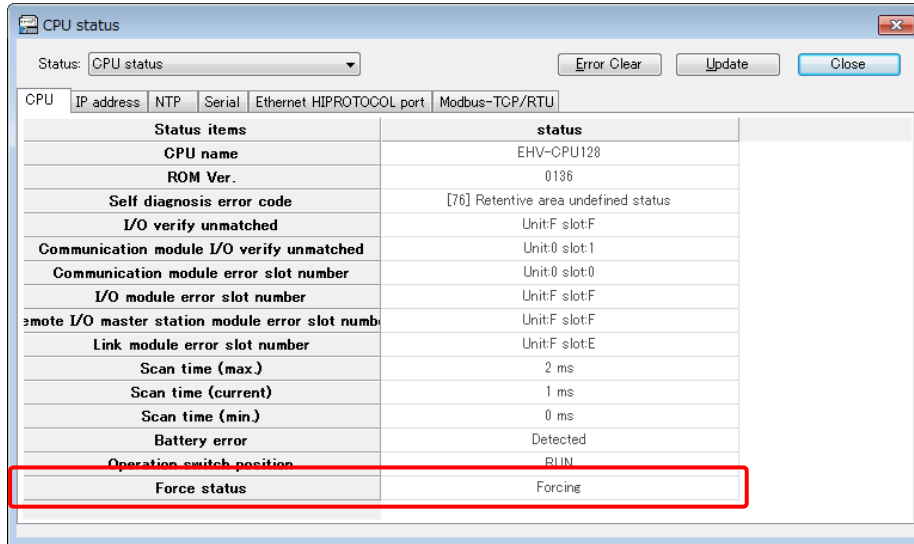 CPU status
Status: CPU status
Error Clear
Update
Close
CPU IP address NTP Serial Ethernet HIPROTOCOL port Modbus-TCP/RTU
Status items status
CPU name EHV-CPU128
ROM Ver. 0136
Self diagnosis error code [76] Retentive area undefined status
I/O verify unmatched Unit:F slot:F
Communication module I/O verify unmatched Unit:0 slot:1
Communication module error slot number Unit:0 slot:0
I/O module error slot number Unit:F slot:F
emote I/O master station module error slot numb Unit:F slot:F
Link module error slot number Unit:F slot:E
Scan time (max.) 2 ms
Scan time (current) 1 ms
Scan time (min.) 0 ms
Battery error Detected
Operation switch position RUN
Force status Forcing